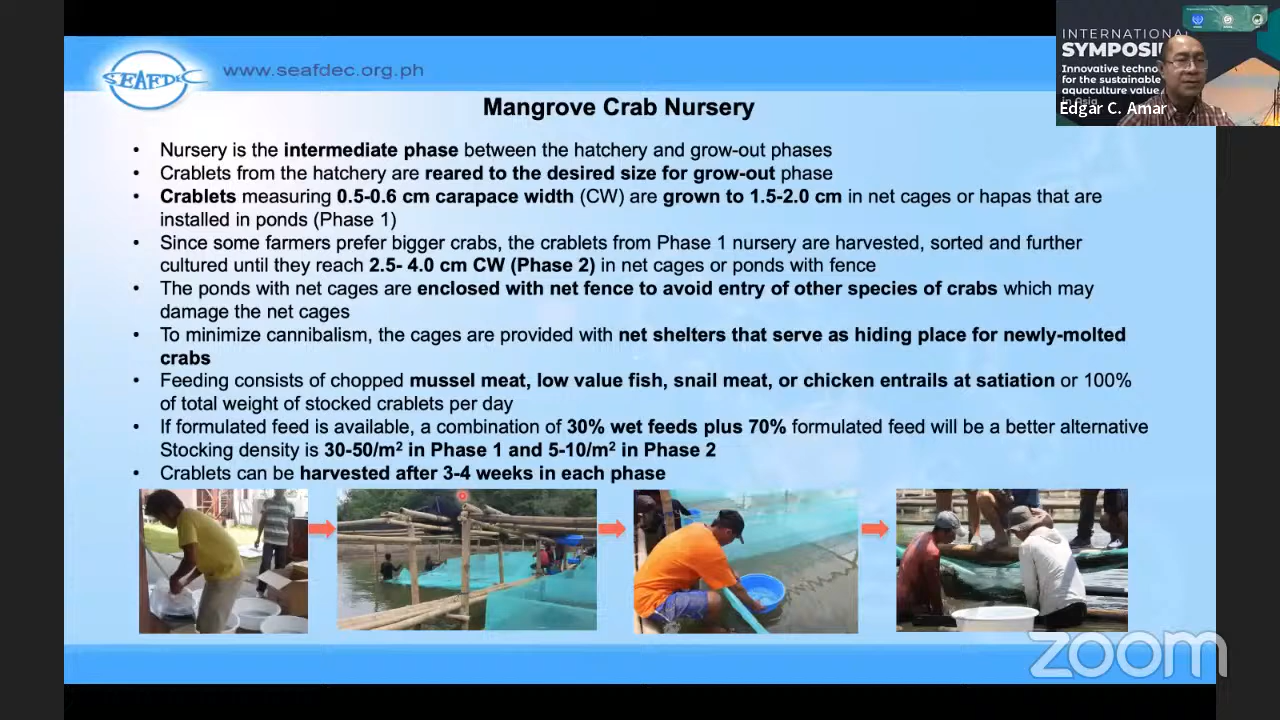 SEAFDEC
www.seafdec.org.ph
INTERNATIONAL
SYMPOSI
Innovative techno
for the sustainable
aquaculture value
in Asia
Edgar C. Amar
Mangrove Crab Nursery
• Nursery is the intermediate phase between the hatchery and grow-out phases
• Crablets from the hatchery are reared to the desired size for grow-out phase
• Crablets measuring 0.5-0.6 cm carapace width (CW) are grown to 1.5-2.0 cm in net cages or hapas that are
installed in ponds (Phase 1)
• Since some farmers prefer bigger crabs, the crablets from Phase 1 nursery are harvested, sorted and further
cultured until they reach 2.5- 4.0 cm CW (Phase 2) in net cages or ponds with fence
• The ponds with net cages are enclosed with net fence to avoid entry of other species of crabs which may
damage the net cages
• To minimize cannibalism, the cages are provided with net shelters that serve as hiding place for newly-molted
crabs
• Feeding consists of chopped mussel meat, low value fish, snail meat, or chicken entrails at satiation or 100%
of total weight of stocked crablets per day
• If formulated feed is available, a combination of 30% wet feeds plus 70% formulated feed will be a better alternative
Stocking density is 30-50/m² in Phase 1 and 5-10/m² in Phase 2
• Crablets can be harvested after 3-4 weeks in each phase
zoom